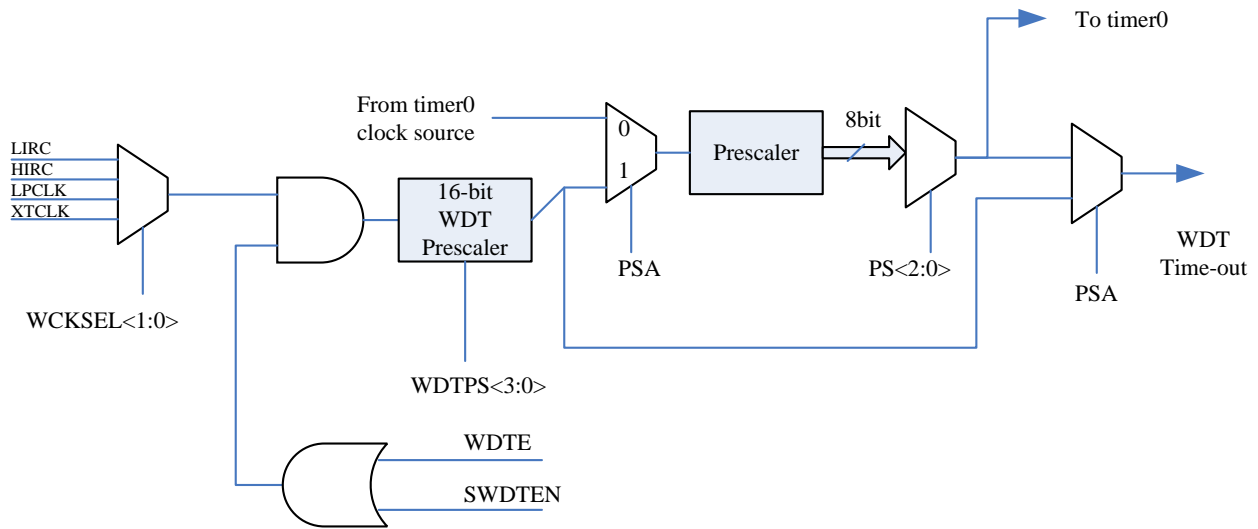 To timer0
From timer0
clock source
0
1
8bit
Prescaler
LIRC
HIRC
LPCLK
XTCLK
16-bit
WDT
Prescaler
PSA
PS<2:0>
WDT
Time-out
PSA
WCKSEL<1:0>
WDTPS<3:0>
WDTE
SWDTEN